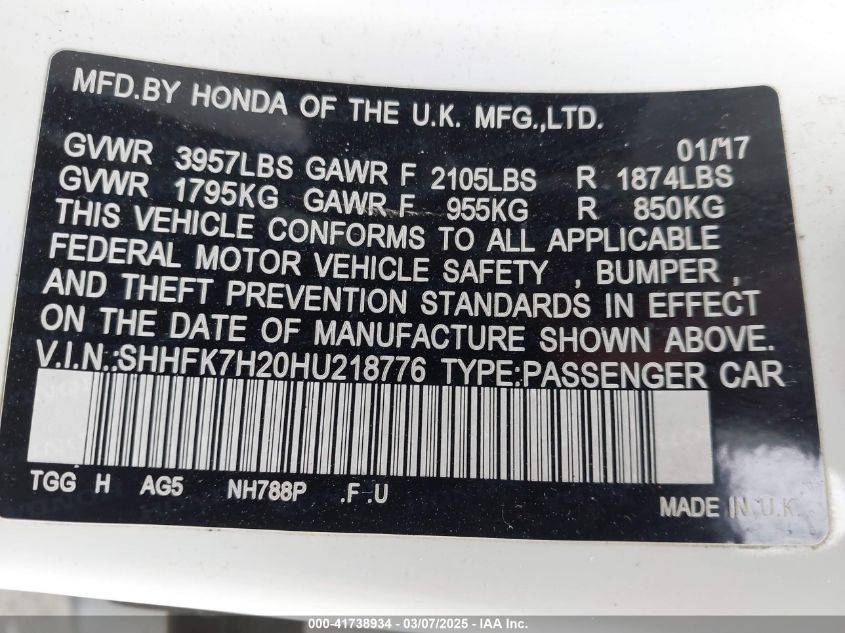 MFD.BY HONDA OF THE U.K. MFG.,LTD.
01/'17
GVWR 3957LBS GAWR F 2105LBS R 1874LBS
GVWR 1795KG GAWR F 955KG R 850KG
THIS VEHICLE CONFORMS TO ALL APPLICABLE
FEDERAL MOTOR VEHICLE SAFETY , BUMPER ,
AND THEFT PREVENTION STANDARDS IN EFFECT
ON THE DATE OF MANUFACTURE SHOWN ABOVE.
V.I.N.:SHHFK7H20HU218776 TYPE:PASSENGER CAR
TGG H AG5 NH788P .F .U
MADE IN U.K.
000-41738934 - 03/07/2025 - IAA Inc.